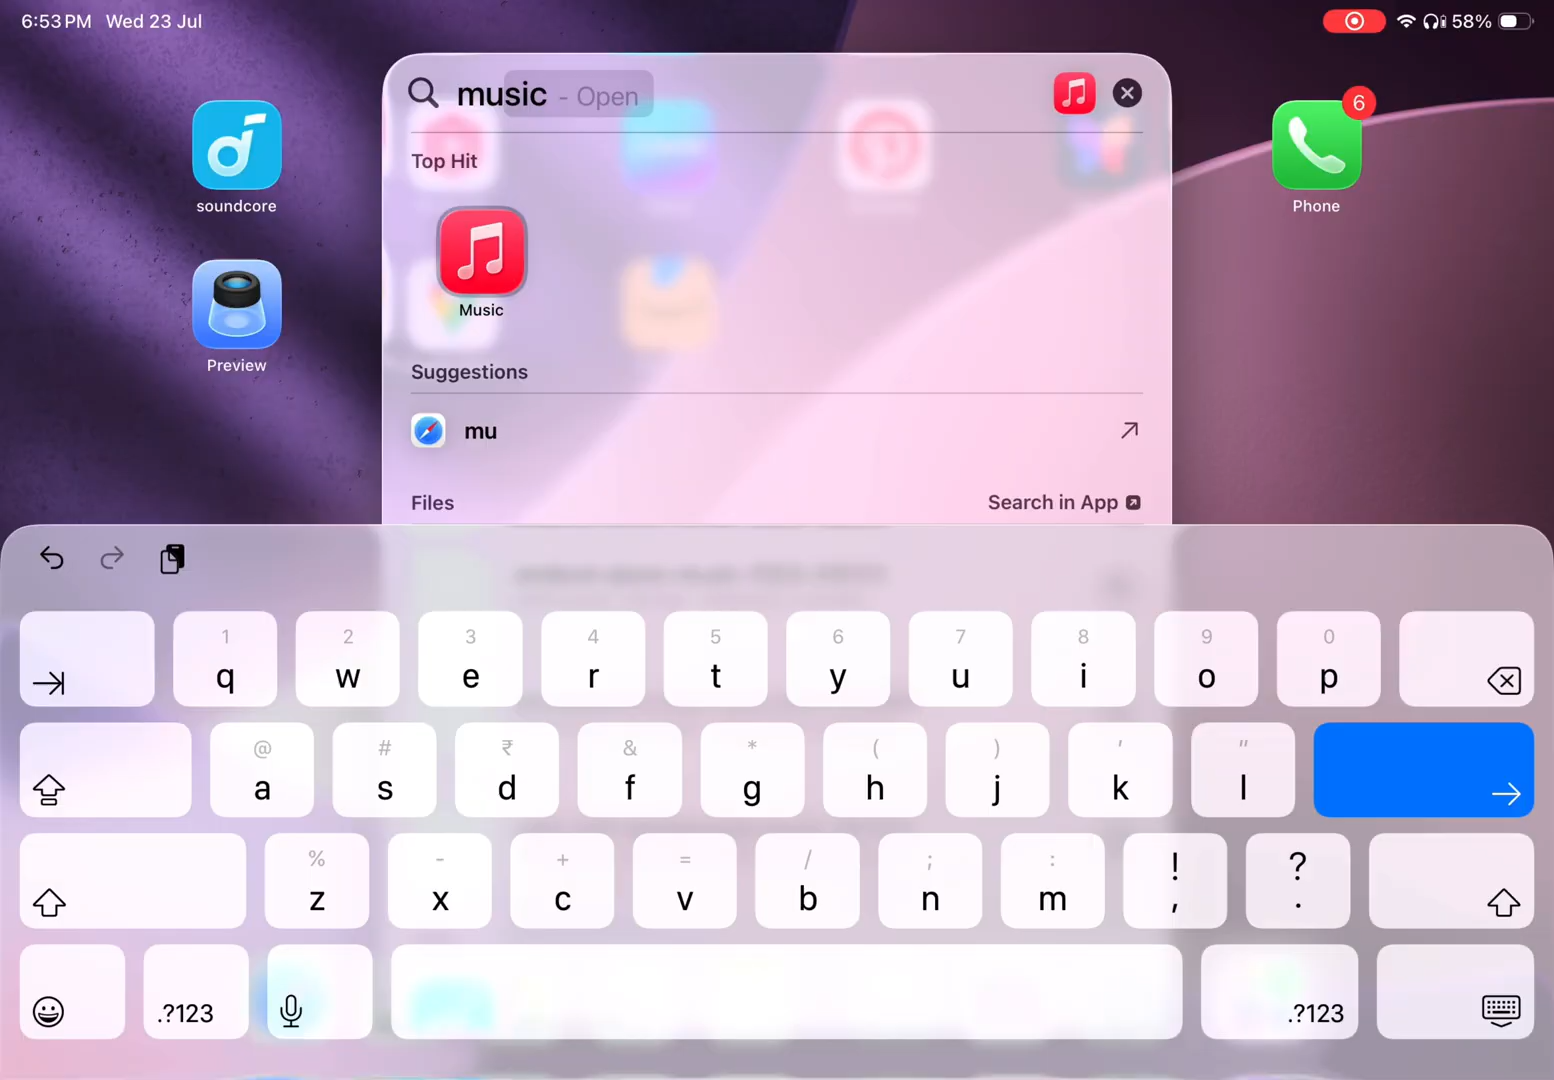 6:53 PM Wed 23 Jul
58%
music - Open
Top Hit
6
soundcore
Phone
Music
Preview
Suggestions
mu
Files Search in App
1 2 3 4 5 6 7 8 9 0
q w e r t y u i o p
@ # ₹ & * ( ) ' "
a s d f g h j k l
% - + = / ; : ! ?
z x c v b n m , .
.?123 .?123